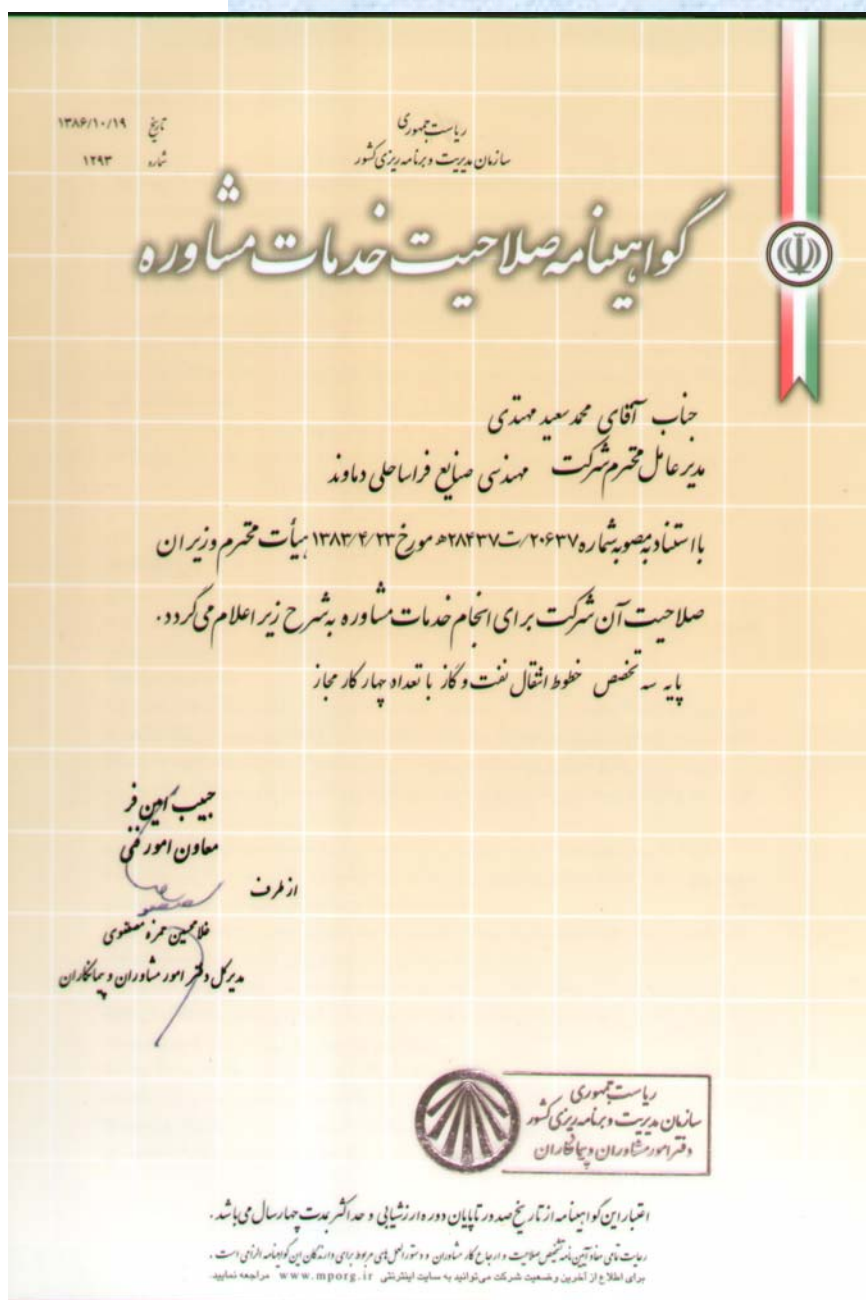 ریاست جمهوری
سازمان مدیریت و برنامه ریزی کشور
تاریخ ۱۳۸۶/۱۰/۱۹
شماره ۱۲۹۳
گواهینامه صلاحیت خدمات مشاوره
جناب آقای محمد سعید مهتدی
مدیر عامل محترم شرکت مهندسی صنایع فراساحلی دماوند
با استناد به مصوبه شماره ۲۰۶۳۷/ت۲۸۴۳۷ه مورخ ۱۳۸۳/۴/۲۳ هیأت محترم وزیران
صلاحیت آن شرکت برای انجام خدمات مشاوره به شرح زیر اعلام می گردد.
پایه سه تخصص خطوط انتقال نفت و گاز با تعداد چهار کار مجاز
حبیب امین فر
معاون امور فنی
از طرف
غلامحسین حمزه مصطفوی
مدیر کل دفتر امور مشاوران و پیمانکاران
ریاست جمهوری
سازمان مدیریت و برنامه ریزی کشور
دفتر امور مشاوران و پیمانکاران
اعتبار این گواهینامه از تاریخ صدور تا پایان دوره ارزشیابی و حداکثر بمدت چهار سال می باشد.
رعایت تمامی مفاد آیین نامه تشخیص صلاحیت و ارجاع کار مشاوران و دستورالعمل های مربوط برای دارندگان این گواهینامه الزامی است.
برای اطلاع از آخرین وضعیت شرکت می‌توانید به سایت اینترنتی www.mporg.ir مراجعه نمایید.